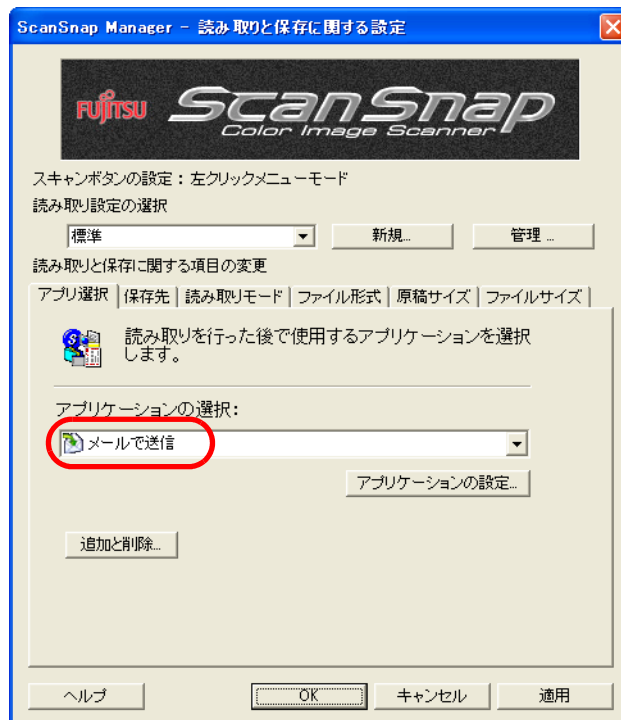 ScanSnap Manager - 読み取りと保存に関する設定
FUJITSU ScanSnap
Color Image Scanner
スキャンボタンの設定：左クリックメニューモード
読み取り設定の選択
標準 新規... 管理 ...
読み取りと保存に関する項目の変更
アプリ選択 保存先 読み取りモード ファイル形式 原稿サイズ ファイルサイズ
読み取りを行った後で使用するアプリケーションを選択
します。
アプリケーションの選択:
メールで送信
アプリケーションの設定...
追加と削除...
ヘルプ OK キャンセル 適用